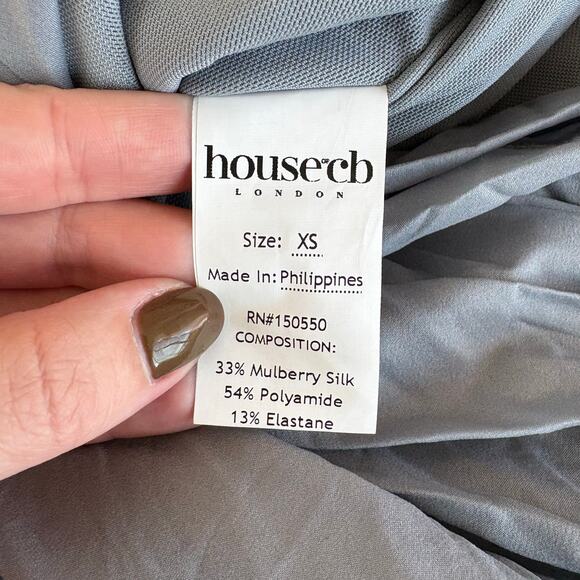 house of cb
LONDON
Size: XS
Made In: Philippines
RN#150550
COMPOSITION:
33% Mulberry Silk
54% Polyamide
13% Elastane